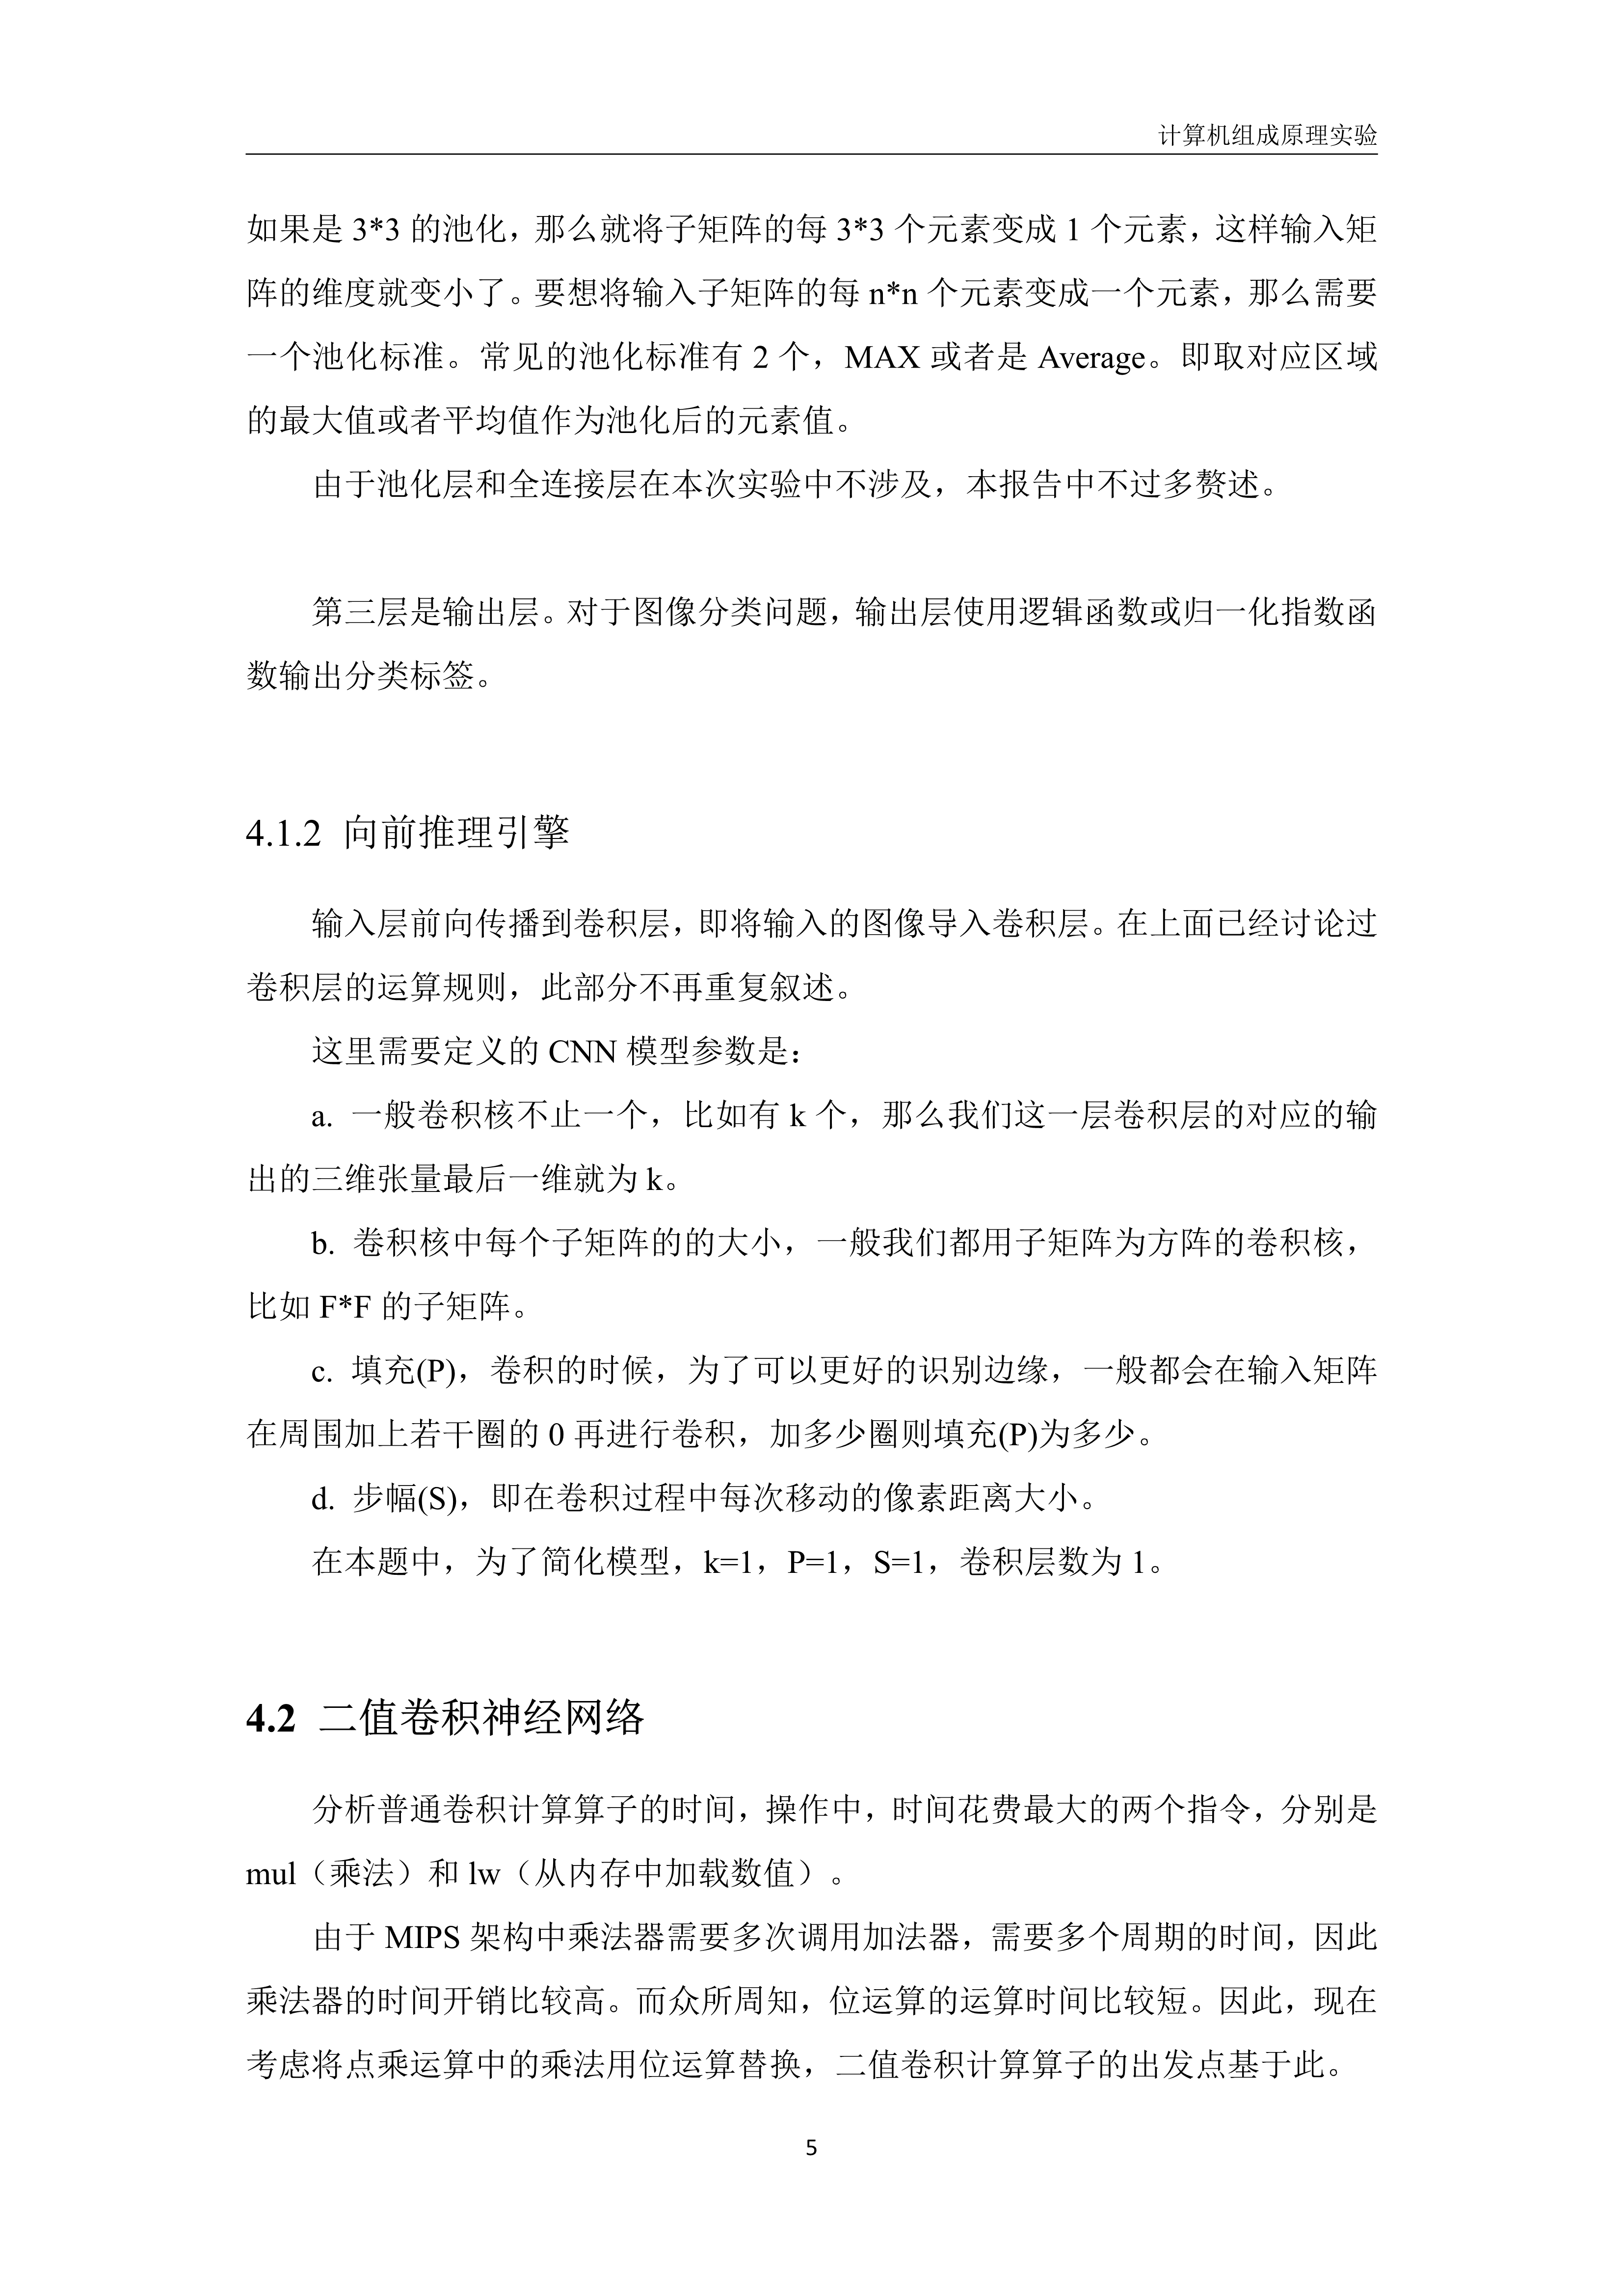 计算机组成原理实验
如果是 3*3 的池化，那么就将子矩阵的每 3*3 个元素变成 1 个元素，这样输入矩
阵的维度就变小了。要想将输入子矩阵的每 n*n 个元素变成一个元素，那么需要
一个池化标准。常见的池化标准有 2 个，MAX 或者是 Average。即取对应区域
的最大值或者平均值作为池化后的元素值。
由于池化层和全连接层在本次实验中不涉及，本报告中不过多赘述。
第三层是输出层。对于图像分类问题，输出层使用逻辑函数或归一化指数函
数输出分类标签。
4.1.2 向前推理引擎
输入层前向传播到卷积层，即将输入的图像导入卷积层。在上面已经讨论过
卷积层的运算规则，此部分不再重复叙述。
这里需要定义的 CNN 模型参数是：
a. 一般卷积核不止一个，比如有 k 个，那么我们这一层卷积层的对应的输
出的三维张量最后一维就为 k。
b. 卷积核中每个子矩阵的的大小，一般我们都用子矩阵为方阵的卷积核，
比如 F*F 的子矩阵。
c. 填充(P)，卷积的时候，为了可以更好的识别边缘，一般都会在输入矩阵
在周围加上若干圈的 0 再进行卷积，加多少圈则填充(P)为多少。
d. 步幅(S)，即在卷积过程中每次移动的像素距离大小。
在本题中，为了简化模型，k=1，P=1，S=1，卷积层数为 1。
4.2 二值卷积神经网络
分析普通卷积计算算子的时间，操作中，时间花费最大的两个指令，分别是
mul（乘法）和 lw（从内存中加载数值）。
由于 MIPS 架构中乘法器需要多次调用加法器，需要多个周期的时间，因此
乘法器的时间开销比较高。而众所周知，位运算的运算时间比较短。因此，现在
考虑将点乘运算中的乘法用位运算替换，二值卷积计算算子的出发点基于此。
5